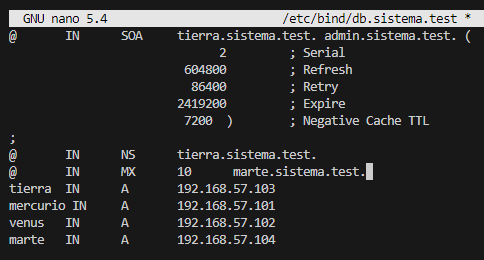 GNU nano 5.4 /etc/bind/db.sistema.test *
@ IN SOA tierra.sistema.test. admin.sistema.test. (
2 ; Serial
604800 ; Refresh
86400 ; Retry
2419200 ; Expire
7200 ) ; Negative Cache TTL
;
@ IN NS tierra.sistema.test.
@ IN MX 10 marte.sistema.test.
tierra IN A 192.168.57.103
mercurio IN A 192.168.57.101
venus IN A 192.168.57.102
marte IN A 192.168.57.104